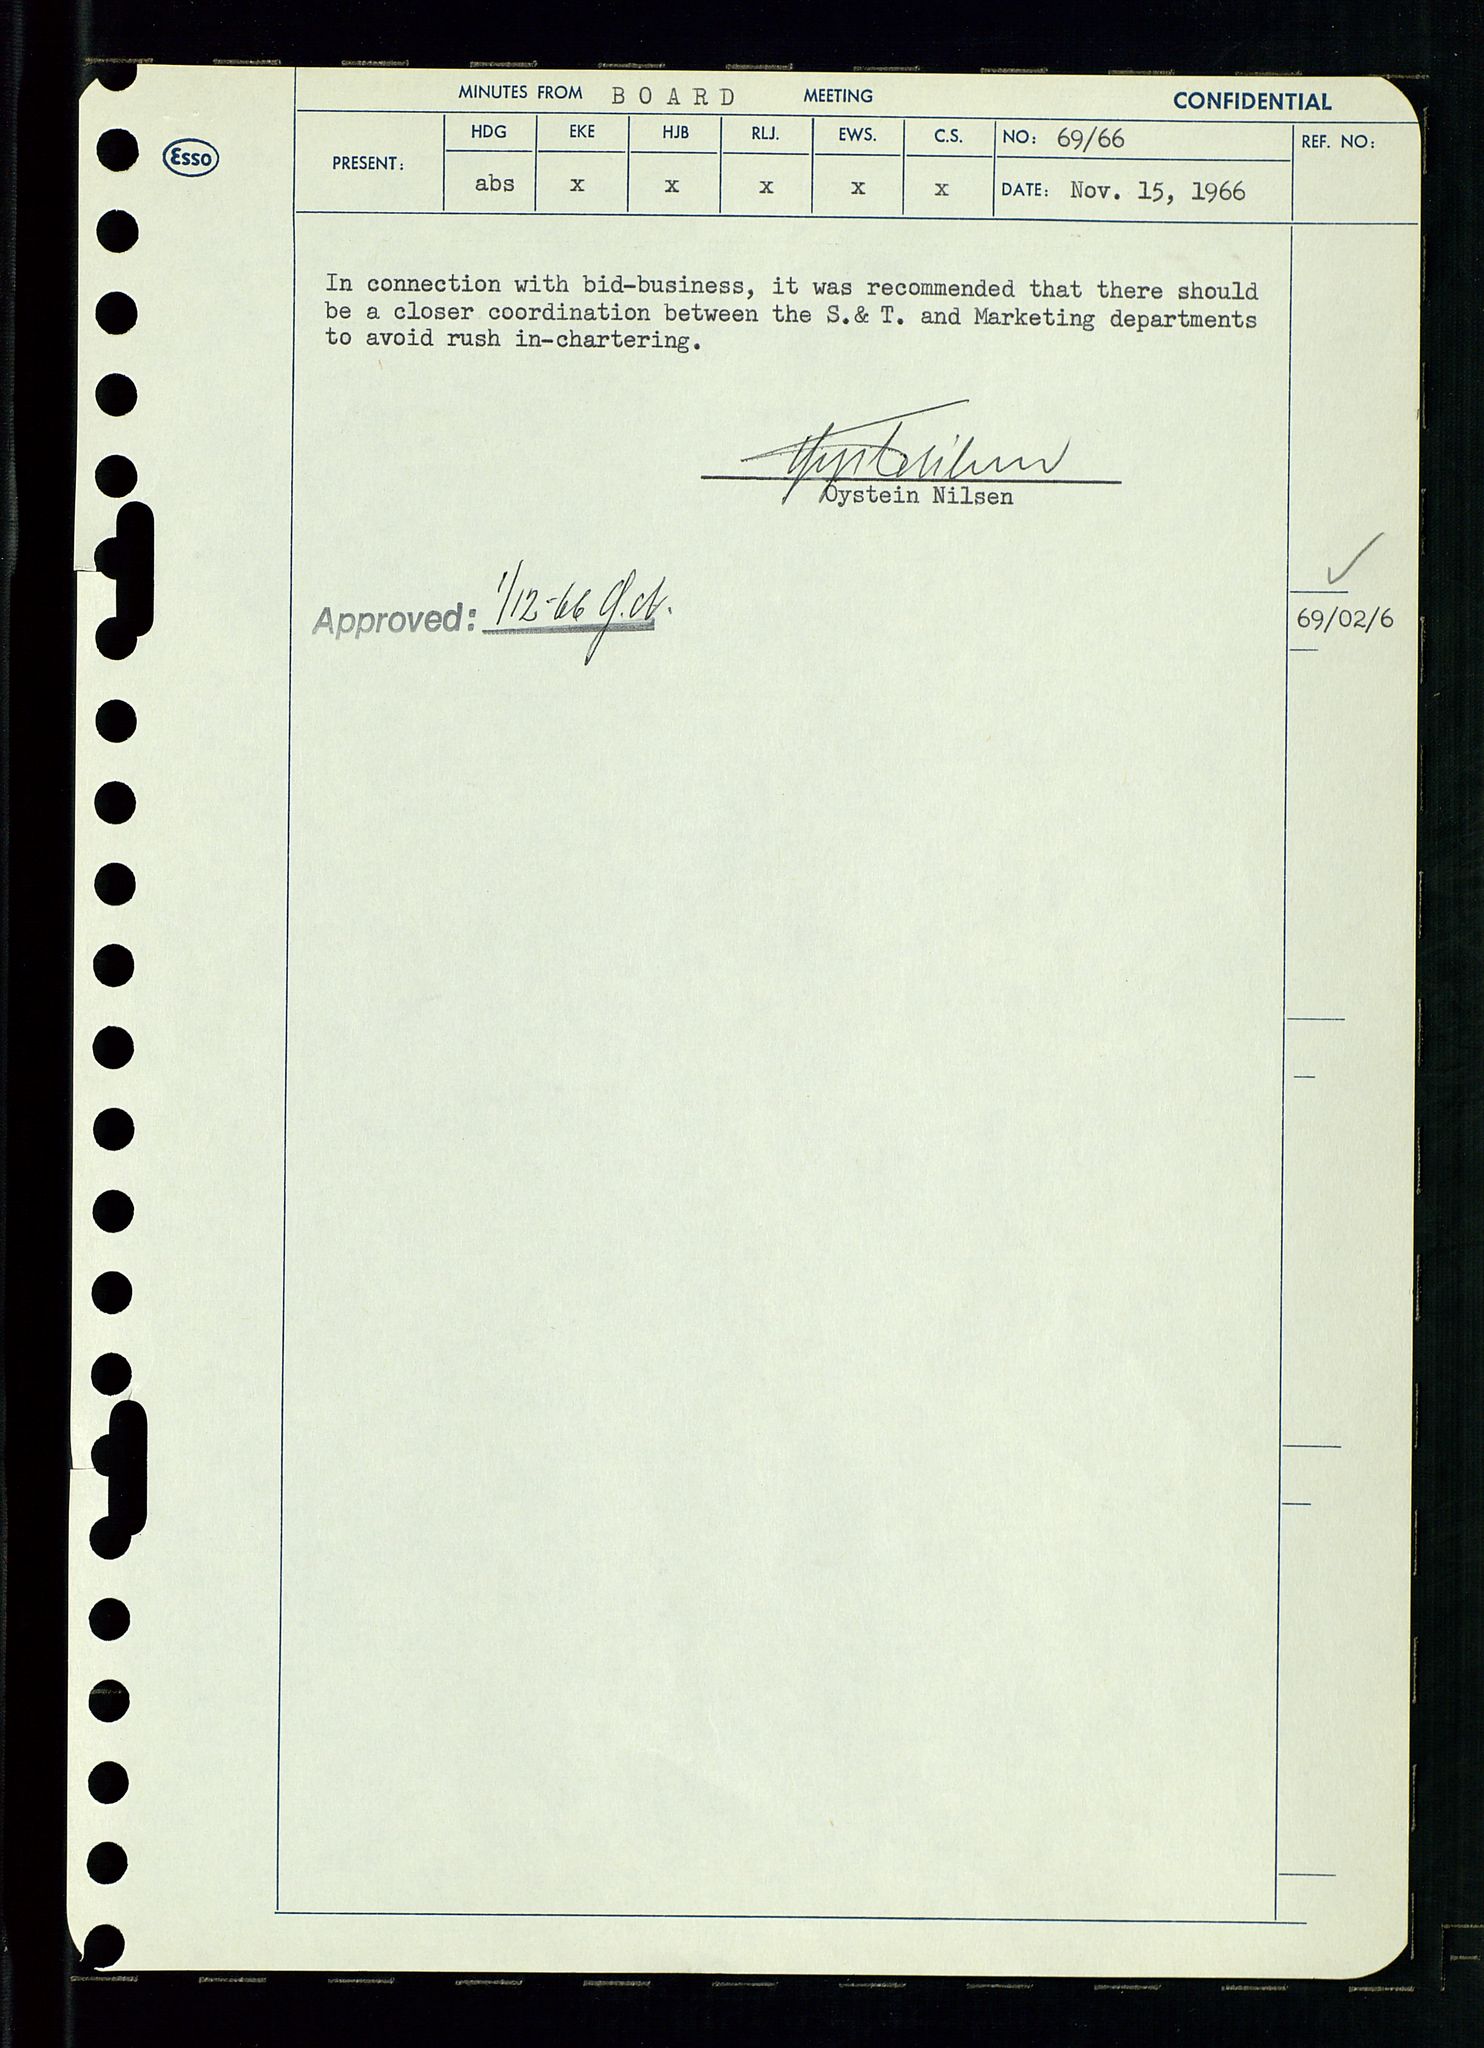 Esso
MINUTES FROM BOARD MEETING CONFIDENTIAL
PRESENT: HDG EKE HJB RLJ. EWS. C.S. NO: 69/66 REF. NO:
abs x x x x x DATE: Nov. 15, 1966
In connection with bid-business, it was recommended that there should
be a closer coordination between the S.& T. and Marketing departments
to avoid rush in-chartering.
Oystein Nilsen
Approved: 1/12-66
69/02/6